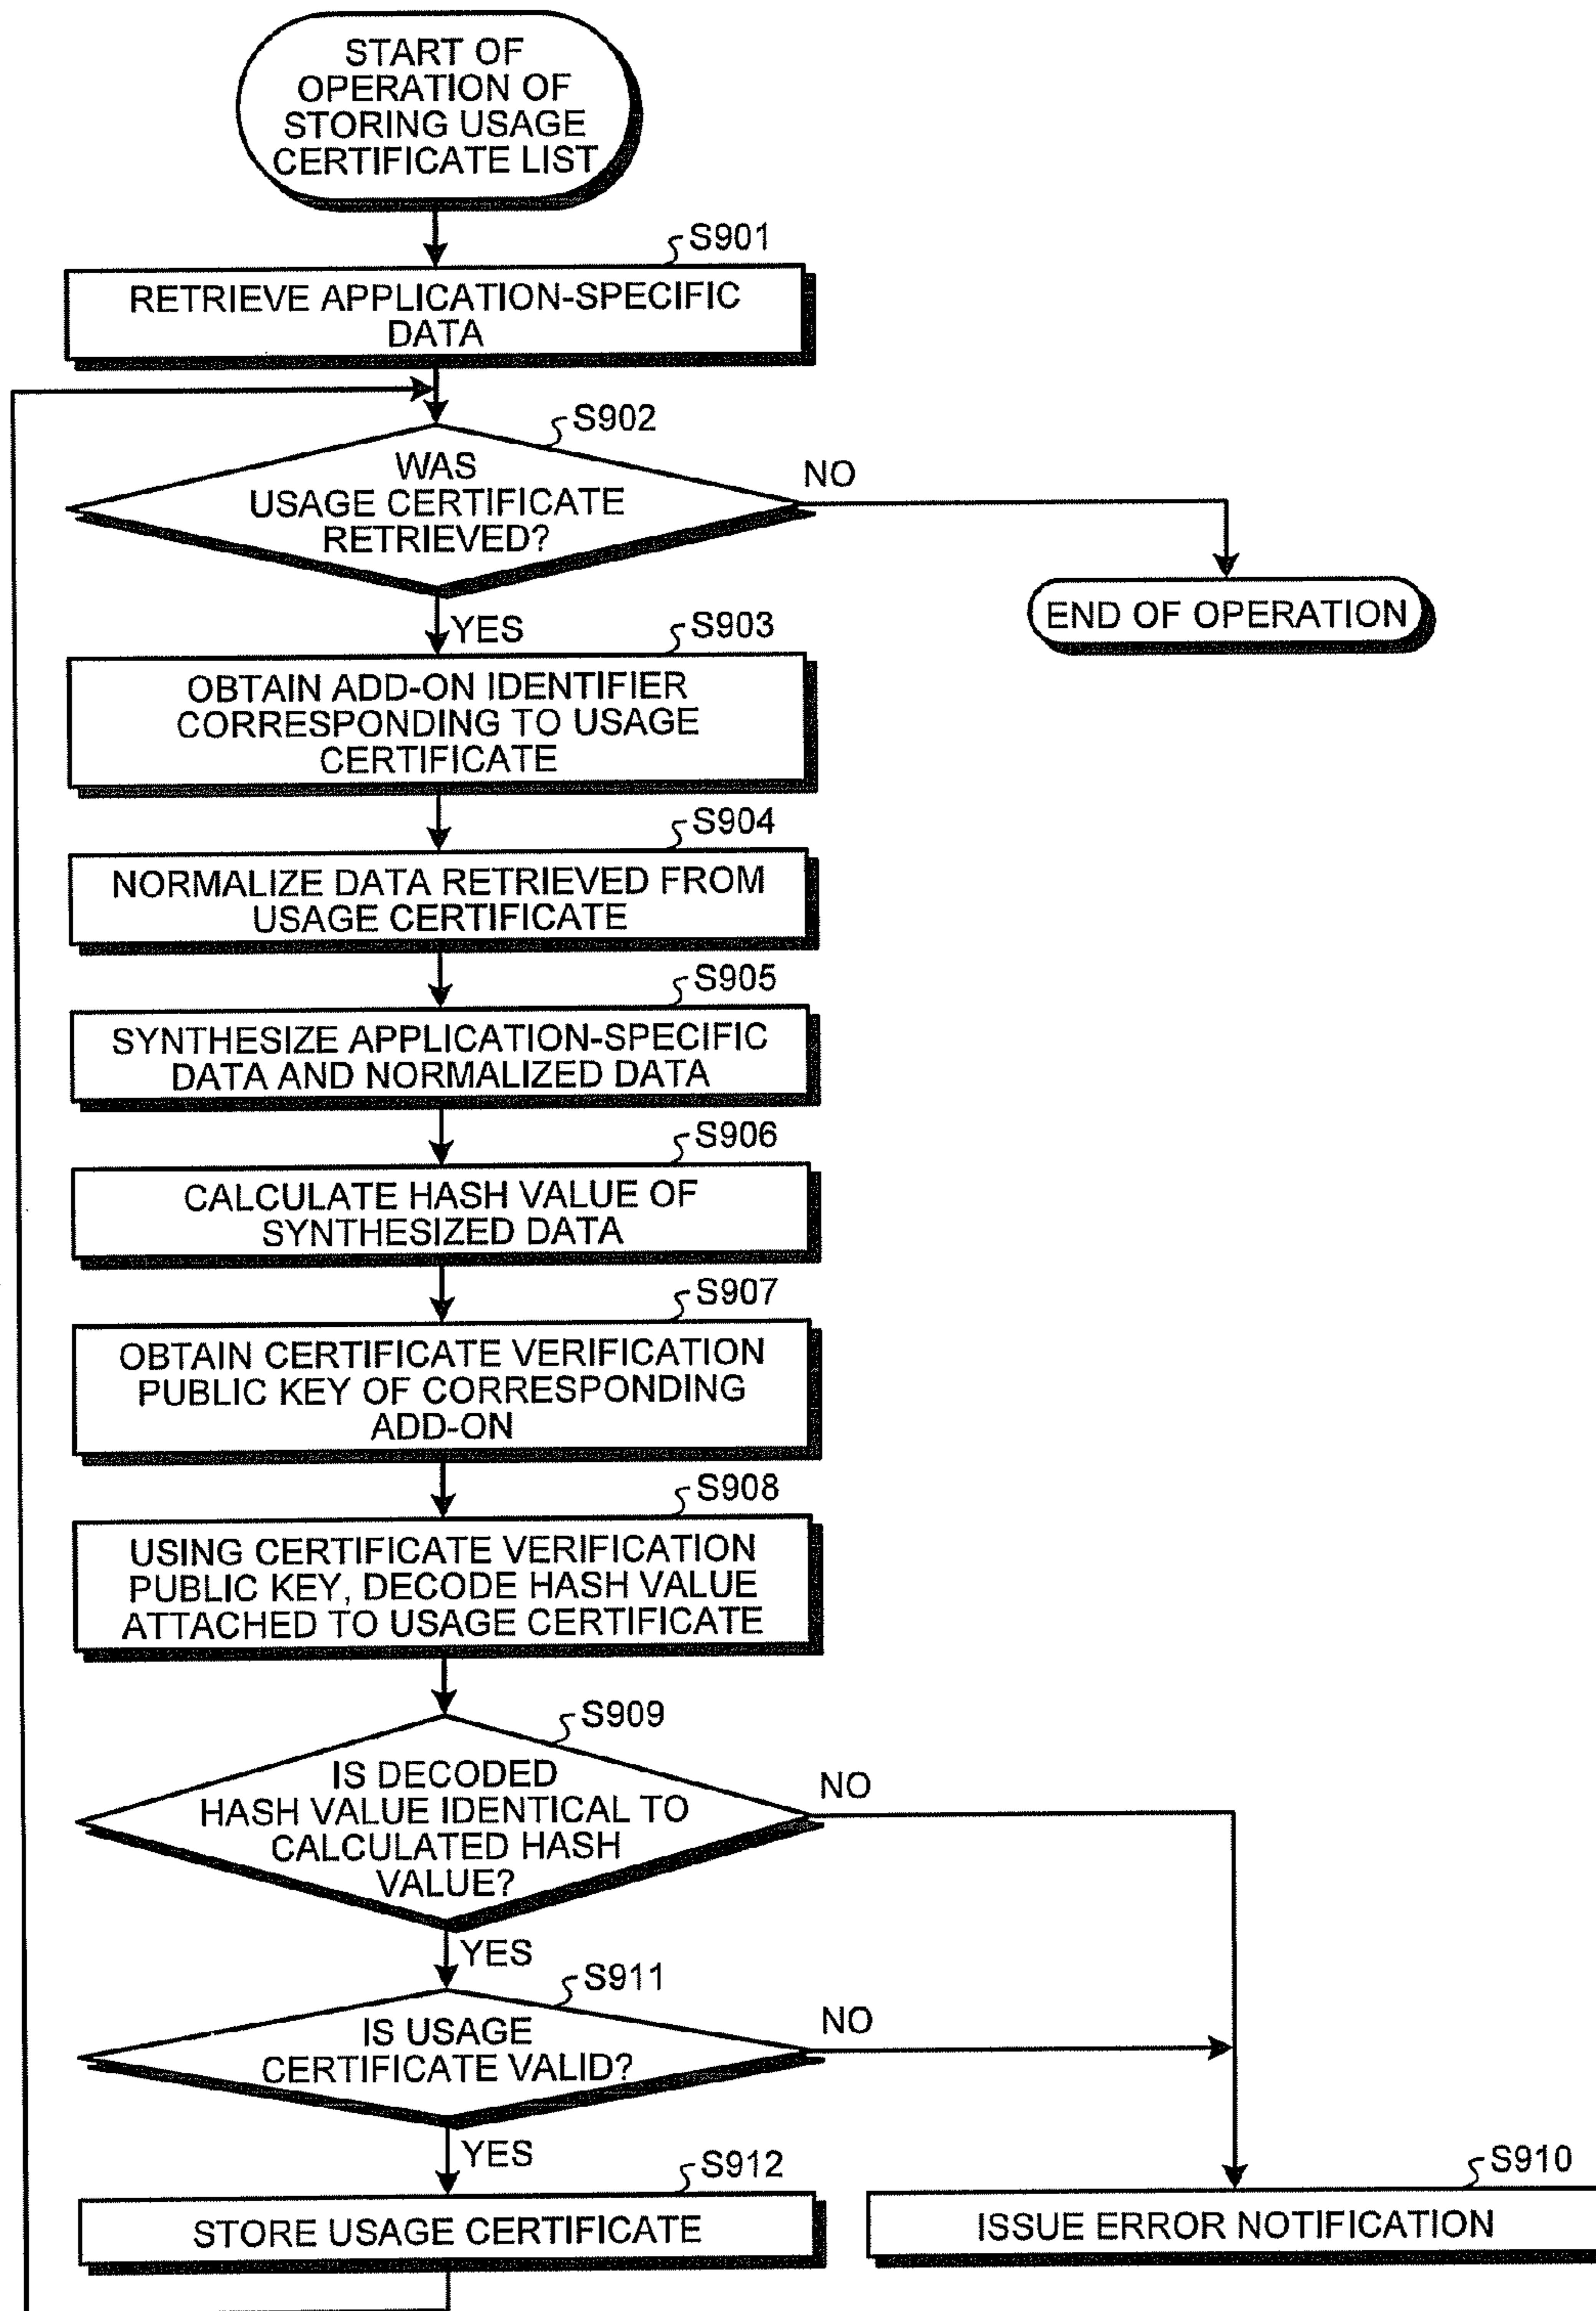 START OF
OPERATION OF
STORING USAGE
CERTIFICATE LIST
S901
RETRIEVE APPLICATION-SPECIFIC
DATA
S902
WAS
USAGE CERTIFICATE
RETRIEVED?
NO
END OF OPERATION
YES
S903
OBTAIN ADD-ON IDENTIFIER
CORRESPONDING TO USAGE
CERTIFICATE
S904
NORMALIZE DATA RETRIEVED FROM
USAGE CERTIFICATE
S905
SYNTHESIZE APPLICATION-SPECIFIC
DATA AND NORMALIZED DATA
S906
CALCULATE HASH VALUE OF
SYNTHESIZED DATA
S907
OBTAIN CERTIFICATE VERIFICATION
PUBLIC KEY OF CORRESPONDING
ADD-ON
S908
USING CERTIFICATE VERIFICATION
PUBLIC KEY, DECODE HASH VALUE
ATTACHED TO USAGE CERTIFICATE
S909
IS DECODED
HASH VALUE IDENTICAL TO
CALCULATED HASH
VALUE?
NO
YES
S911
IS USAGE
CERTIFICATE VALID?
NO
YES
S912
STORE USAGE CERTIFICATE
S910
ISSUE ERROR NOTIFICATION